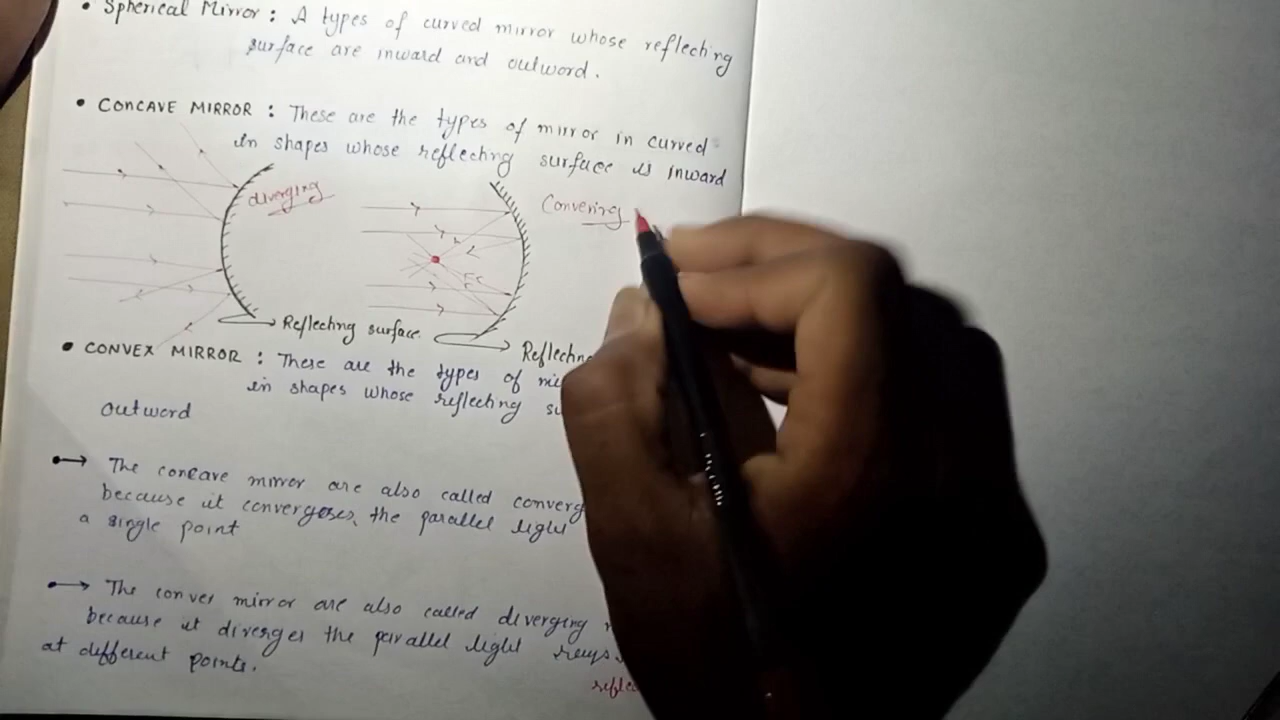 • Spherical Mirror : A types of curved mirror whose reflecting
surface are inward and outword.
• CONCAVE MIRROR : These are the types of mirror in curved
in shapes whose reflecting surface is inward
diverging
Convering
Reflecting surface.
Reflecting
• CONVEX MIRROR : These are the types of
in shapes whose reflecting
outword
The concave mirror are also called converg
because it convergeses, the parallel light
a single point
The conver mirror are also called diverging
because it diverges the parallel light reys.
at different points.
reflec